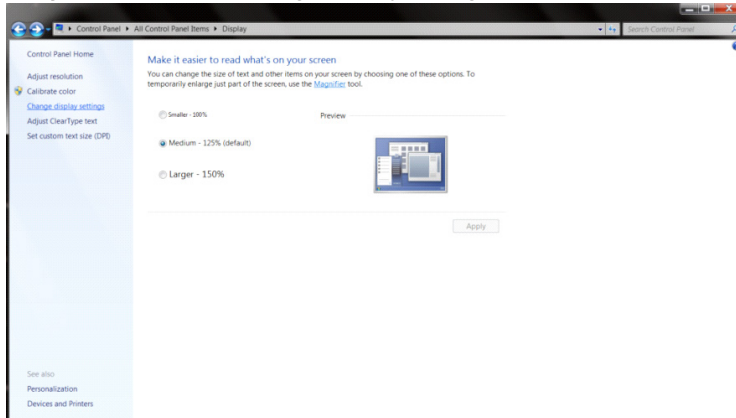 Control Panel ▸ All Control Panel Items ▸ Display
Search Control Panel
Control Panel Home
Adjust resolution
Calibrate color
Change display settings
Adjust ClearType text
Set custom text size (DPI)
Make it easier to read what's on your screen
You can change the size of text and other items on your screen by choosing one of these options. To
temporarily enlarge just part of the screen, use the Magnifier tool.
Smaller - 100%
Preview
Medium - 125% (default)
Larger - 150%
Apply
See also
Personalization
Devices and Printers